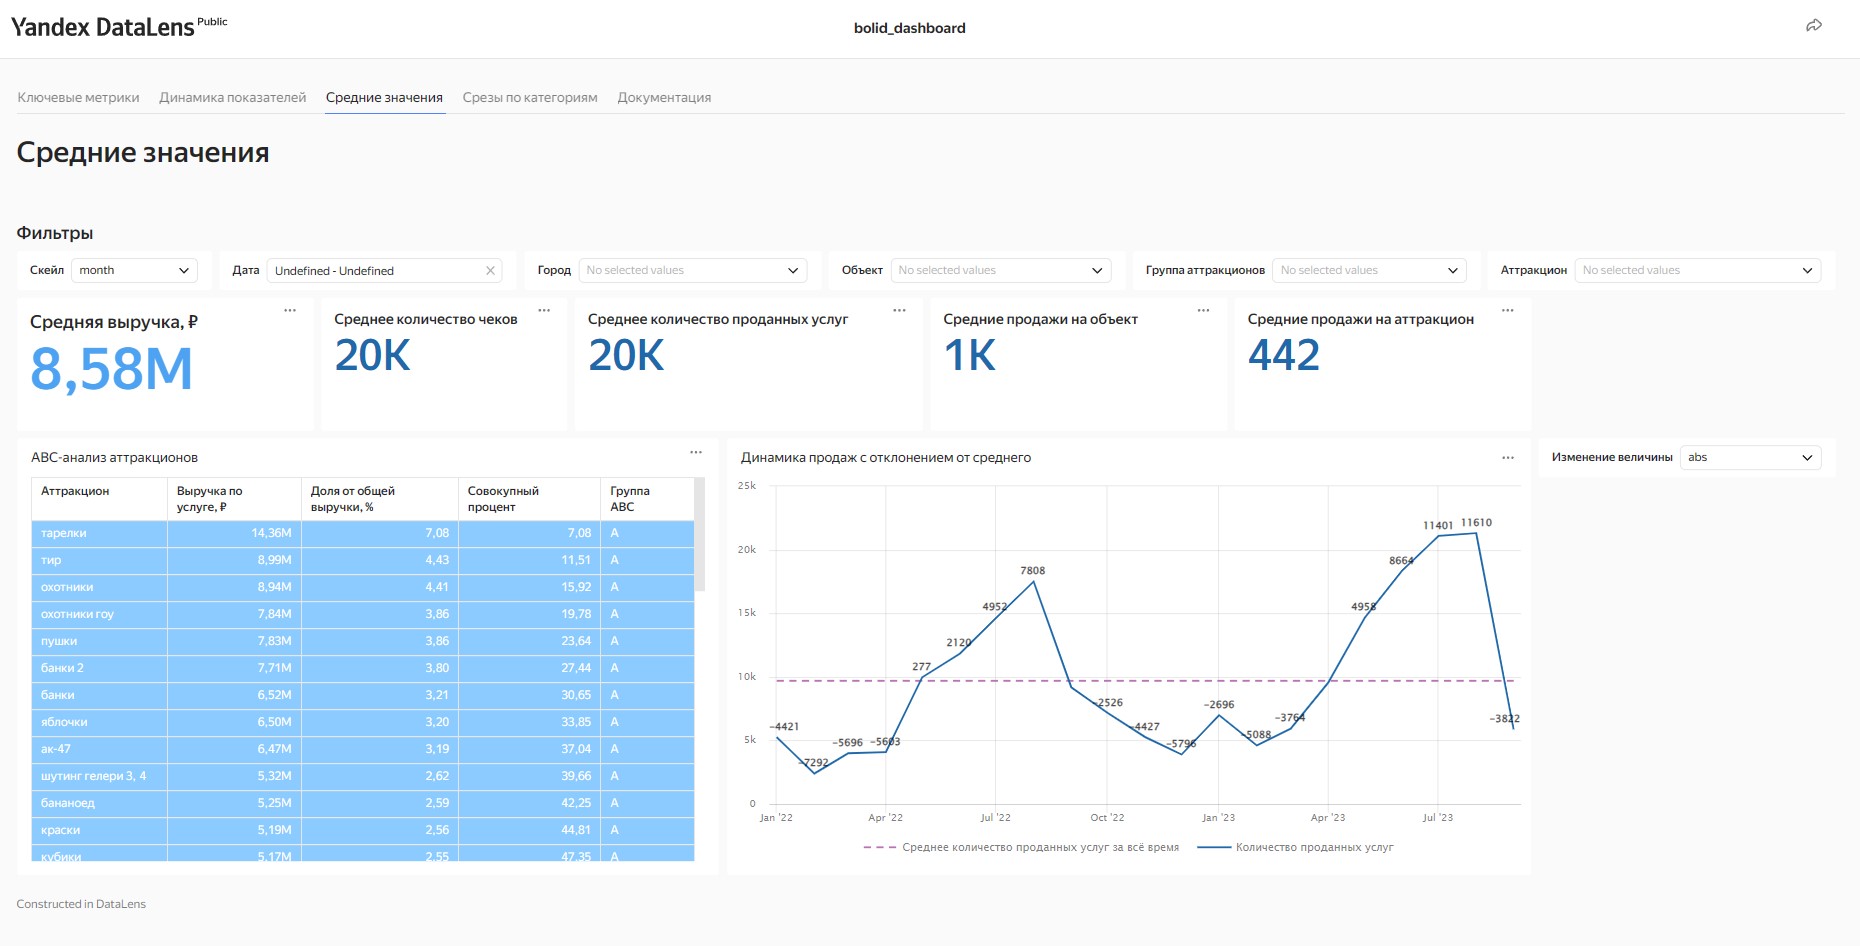 Yandex DataLens Public
bolid_dashboard
Ключевые метрики Динамика показателей Средние значения Срезы по категориям Документация
Средние значения
Фильтры
Скейл month Дата Undefined - Undefined Город No selected values Объект No selected values Группа аттракционов No selected values Аттракцион No selected values
Средняя выручка, ₽
8,58M
Среднее количество чеков
20K
Среднее количество проданных услуг
20K
Средние продажи на объект
1K
Средние продажи на аттракцион
442
ABC-анализ аттракционов
Аттракцион Выручка по услуге, ₽ Доля от общей выручки, % Совокупный процент Группа ABC
тарелки 14,36M 7,08 7,08 A
тир 8,99M 4,43 11,51 A
охотники 8,94M 4,41 15,92 A
охотники гоу 7,84M 3,86 19,78 A
пушки 7,83M 3,86 23,64 A
банки 2 7,71M 3,80 27,44 A
банки 6,52M 3,21 30,65 A
яблочки 6,50M 3,20 33,85 A
ак-47 6,47M 3,19 37,04 A
шутинг гелери 3, 4 5,32M 2,62 39,66 A
бананоед 5,25M 2,59 42,25 A
краски 5,19M 2,56 44,81 A
кубики 5,17M 2,55 47,35 A
Динамика продаж с отклонением от среднего
25k
20k
15k
10k
5k
0
−4421 −7292 −5696 −5603 277 2120 4952 7808 −2526 −4427 −5796 −2696 −5088 −3764 4958 8664 11401 11610 −3822
Jan '22 Apr '22 Jul '22 Oct '22 Jan '23 Apr '23 Jul '23
Среднее количество проданных услуг за всё время Количество проданных услуг
Изменение величины abs
Constructed in DataLens